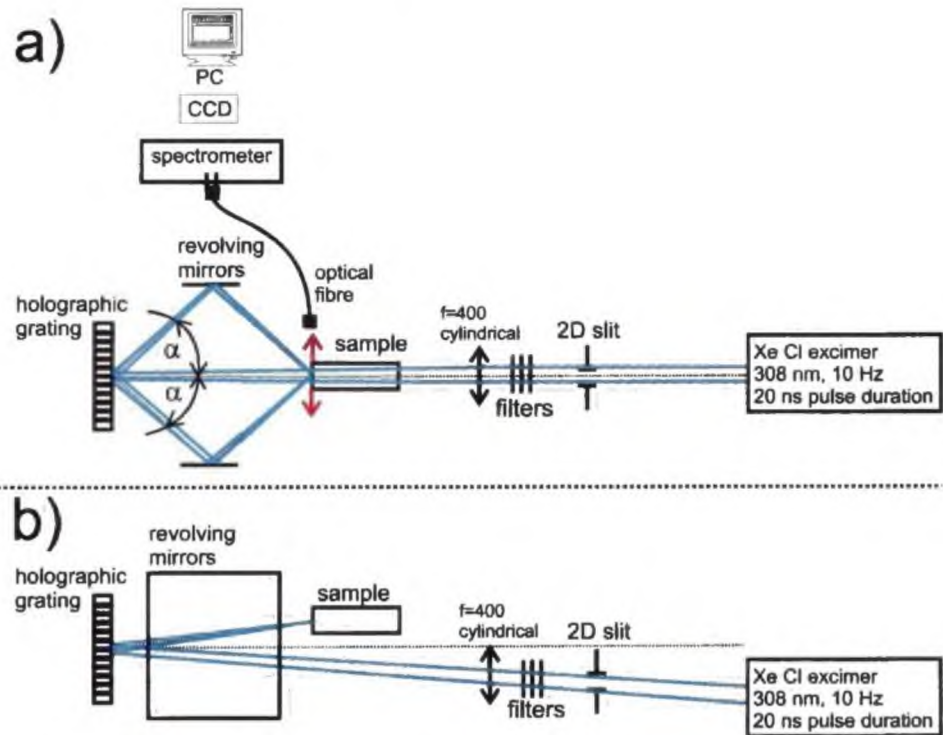 a)
PC
CCD
spectrometer
revolving
mirrors
optical
fibre
holographic
grating
α
α
sample
f=400
cylindrical
2D slit
filters
Xe Cl excimer
308 nm, 10 Hz
20 ns pulse duration
b)
revolving
mirrors
holographic
grating
sample
f=400
cylindrical
2D slit
filters
Xe Cl excimer
308 nm, 10 Hz
20 ns pulse duration